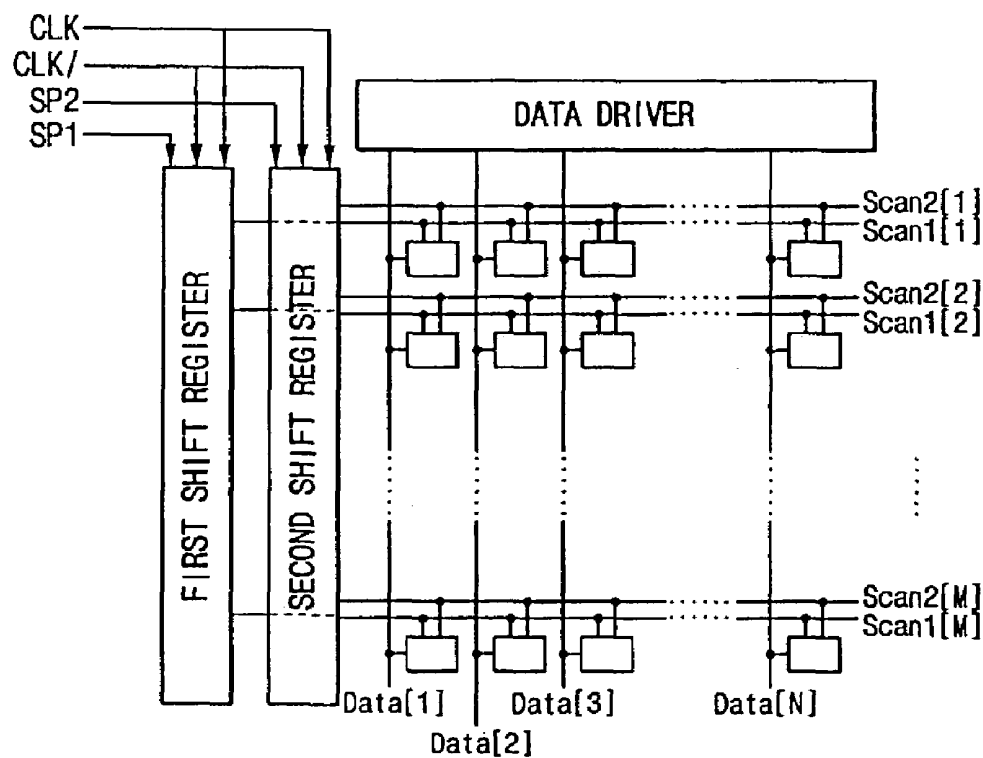 CLK
CLK/
SP2
SP1
DATA DRIVER
FIRST SHIFT REGISTER
SECOND SHIFT REGISTER
Scan2[1]
Scan1[1]
Scan2[2]
Scan1[2]
Scan2[M]
Scan1[M]
Data[1]
Data[2]
Data[3]
Data[N]